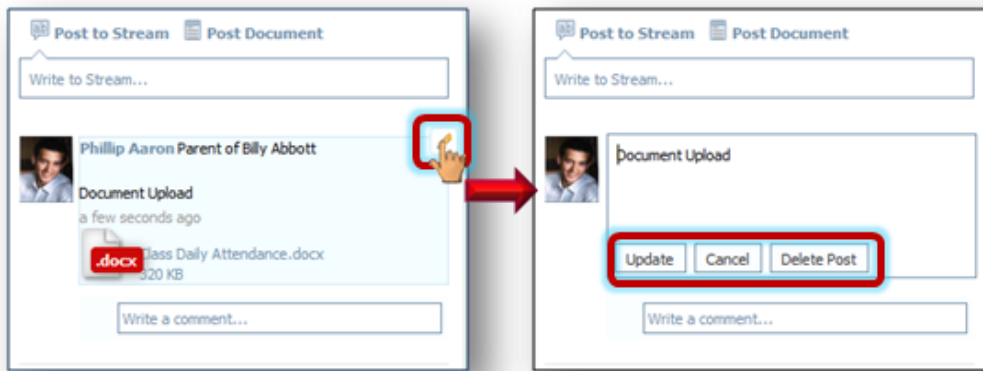 Post to Stream Post Document
Write to Stream...
Phillip Aaron Parent of Billy Abbott
Document Upload
a few seconds ago
.docx
Class Daily Attendance.docx
320 KB
Write a comment...
Post to Stream Post Document
Write to Stream...
Document Upload
Update Cancel Delete Post
Write a comment...